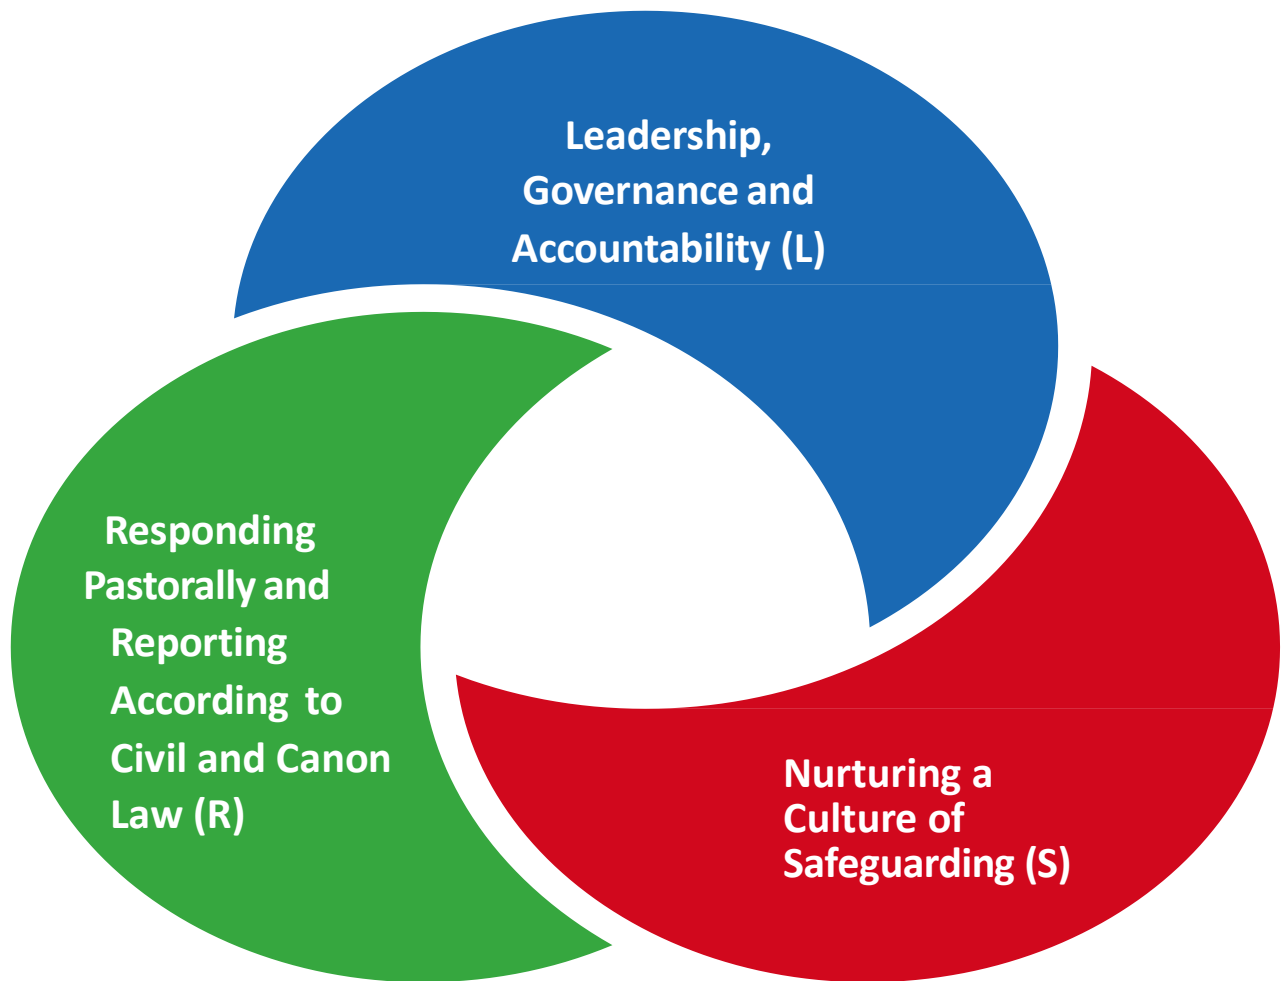 Leadership,
Governance and
Accountability (L)
Responding
Pastorally and
Reporting
According to
Civil and Canon
Law (R)
Nurturing a
Culture of
Safeguarding (S)